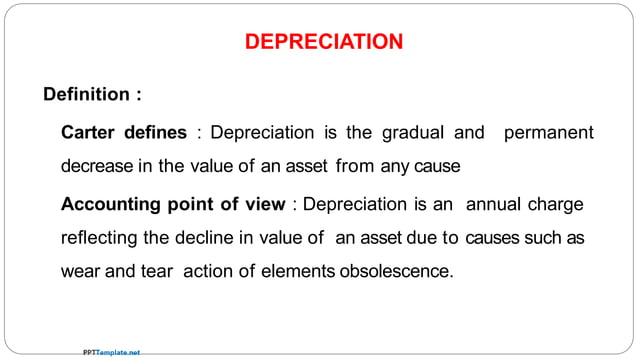 DEPRECIATION
Definition :
Carter defines : Depreciation is the gradual and permanent
decrease in the value of an asset from any cause
Accounting point of view : Depreciation is an annual charge
reflecting the decline in value of an asset due to causes such as
wear and tear action of elements obsolescence.
PPTTemplate.net